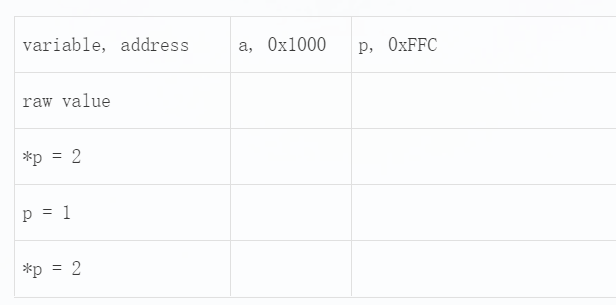 variable, address a, 0x1000 p, 0xFFC
raw value
*p = 2
p = 1
*p = 2